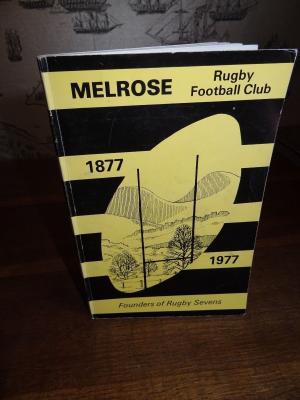 MELROSE
Rugby
Football Club
1877
1977
Founders of Rugby Sevens